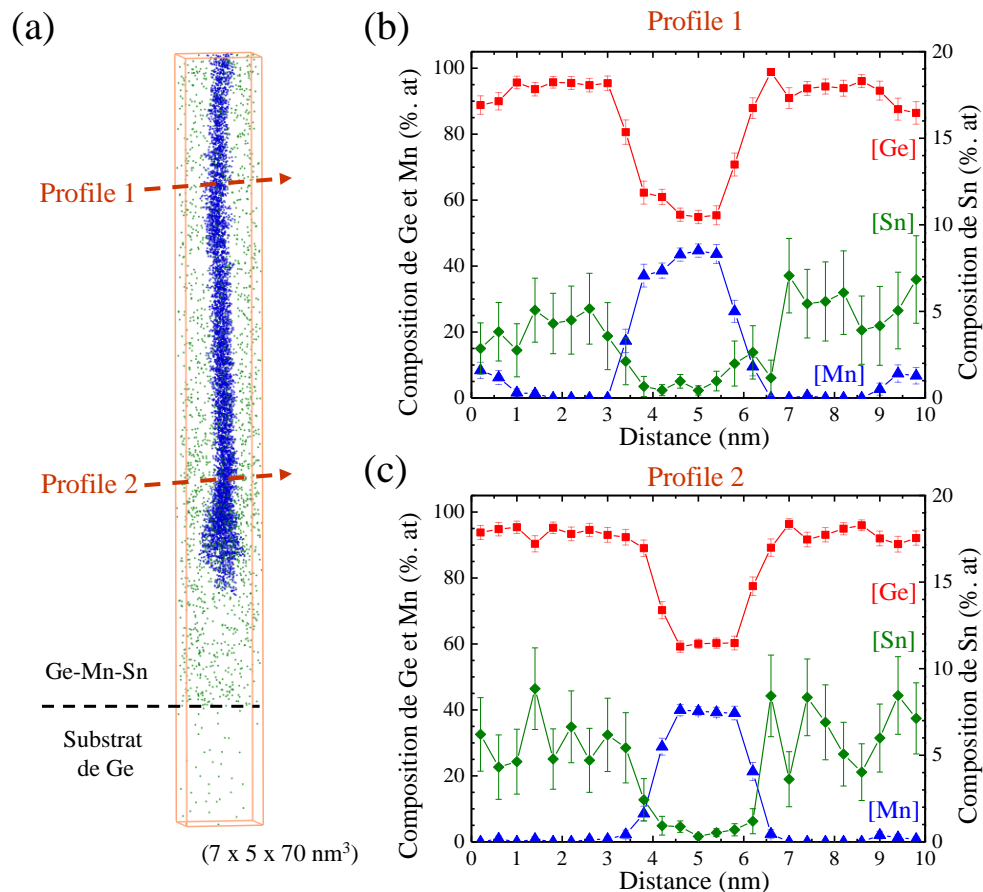 (a)
Profile 1
Profile 2
Ge-Mn-Sn
Substrat
de Ge
(7 x 5 x 70 nm³)
(b)
Profile 1
Composition de Ge et Mn (%. at)
100
80
60
40
20
0
[Ge]
[Sn]
[Mn]
20
15
10
5
0
Composition de Sn (%. at)
0 1 2 3 4 5 6 7 8 9 10
Distance (nm)
(c)
Profile 2
Composition de Ge et Mn (%. at)
100
80
60
40
20
0
[Ge]
[Sn]
[Mn]
20
15
10
5
0
Composition de Sn (%. at)
0 1 2 3 4 5 6 7 8 9 10
Distance (nm)